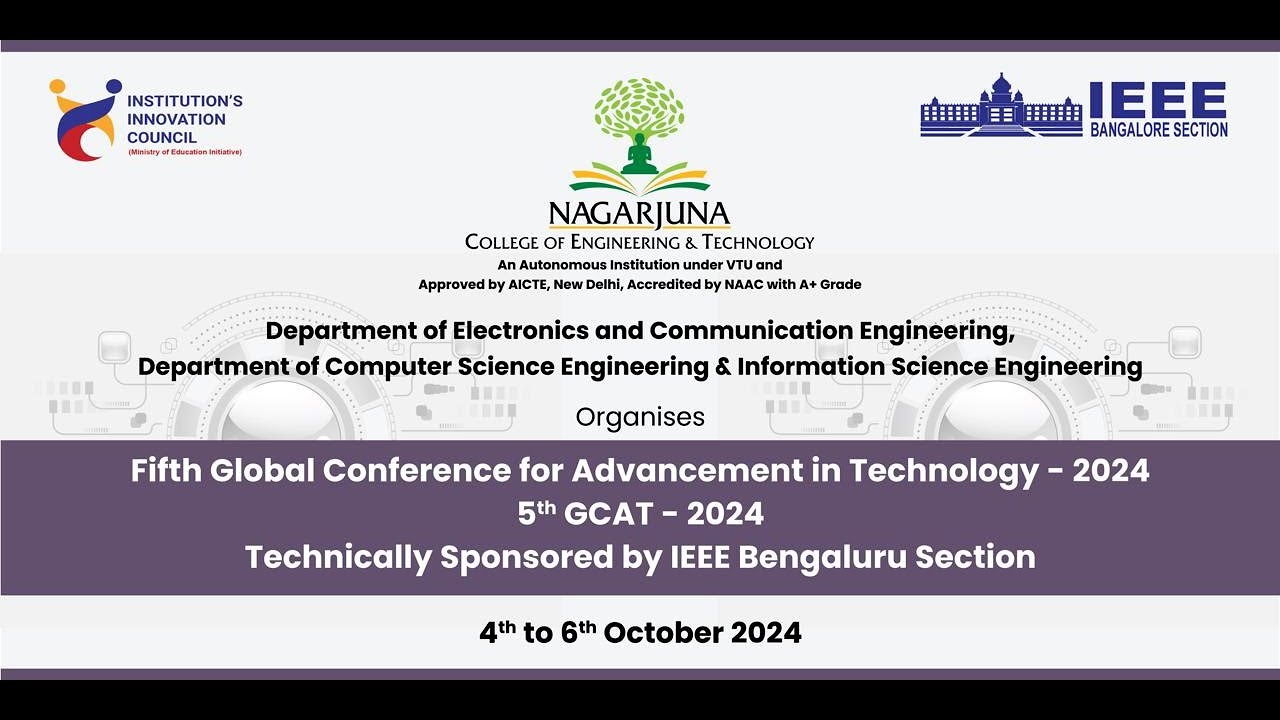 INSTITUTION'S
INNOVATION
COUNCIL
(Ministry of Education Initiative)
NAGARJUNA
COLLEGE OF ENGINEERING & TECHNOLOGY
IEEE
BANGALORE SECTION
An Autonomous Institution under VTU and
Approved by AICTE, New Delhi, Accredited by NAAC with A+ Grade
Department of Electronics and Communication Engineering,
Department of Computer Science Engineering & Information Science Engineering
Organises
Fifth Global Conference for Advancement in Technology - 2024
5th GCAT - 2024
Technically Sponsored by IEEE Bengaluru Section
4th to 6th October 2024